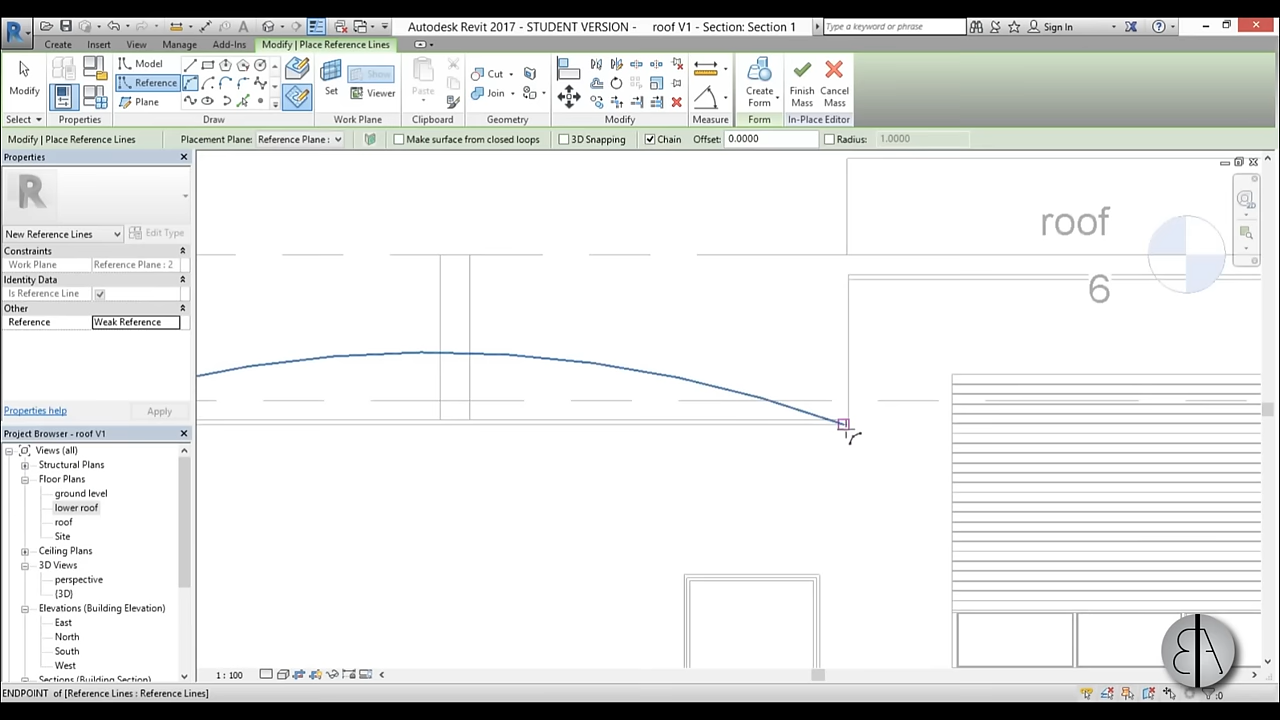 Autodesk Revit 2017 - STUDENT VERSION - roof V1 - Section: Section 1
Type a keyword or phrase
Sign In
Create Insert View Manage Add-Ins Modify | Place Reference Lines
Modify
Model
Reference
Plane
Set
Show
Viewer
Paste
Cut
Join
Create Form
Finish Mass
Cancel Mass
Select Properties Draw Work Plane Clipboard Geometry Modify Measure Form In-Place Editor
Modify | Place Reference Lines Placement Plane: Reference Plane : Make surface from closed loops 3D Snapping Chain Offset: 0.0000 Radius: 1.0000
Properties
R
New Reference Lines Edit Type
Constraints
Work Plane Reference Plane : 2
Identity Data
Is Reference Line
Other
Reference Weak Reference
Properties help Apply
Project Browser - roof V1
Views (all)
Structural Plans
Floor Plans
ground level
lower roof
roof
Site
Ceiling Plans
3D Views
perspective
{3D}
Elevations (Building Elevation)
East
North
South
West
Sections (Building Section)
roof
6
1 : 100
ENDPOINT of [Reference Lines : Reference Lines]
:0
BA